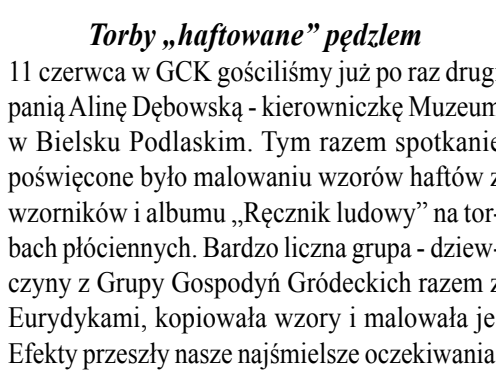 Torby „haftowane” pędzlem
11 czerwca w GCK gościliśmy już po raz drugi
panią Alinę Dębowską - kierowniczkę Muzeum
w Bielsku Podlaskim. Tym razem spotkanie
poświęcone było malowaniu wzorów haftów z
wzorników i albumu „Ręcznik ludowy” na tor-
bach płóciennych. Bardzo liczna grupa - dziew-
czyny z Grupy Gospodyń Gródeckich razem z
Eurydykami, kopiowała wzory i malowała je.
Efekty przeszły nasze najśmielsze oczekiwania